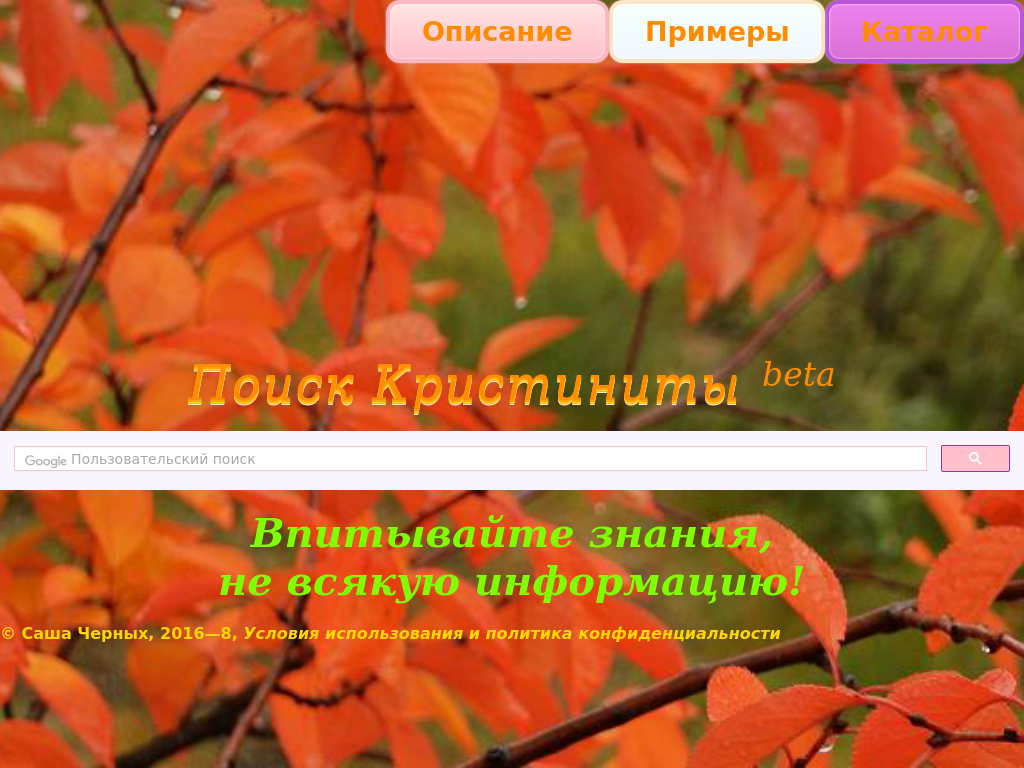 Описание
Примеры
Каталог
Поиск Кристиниты beta
Google Пользовательский поиск
Впитывайте знания,
не всякую информацию!
© Саша Черных, 2016—8, Условия использования и политика конфиденциальности